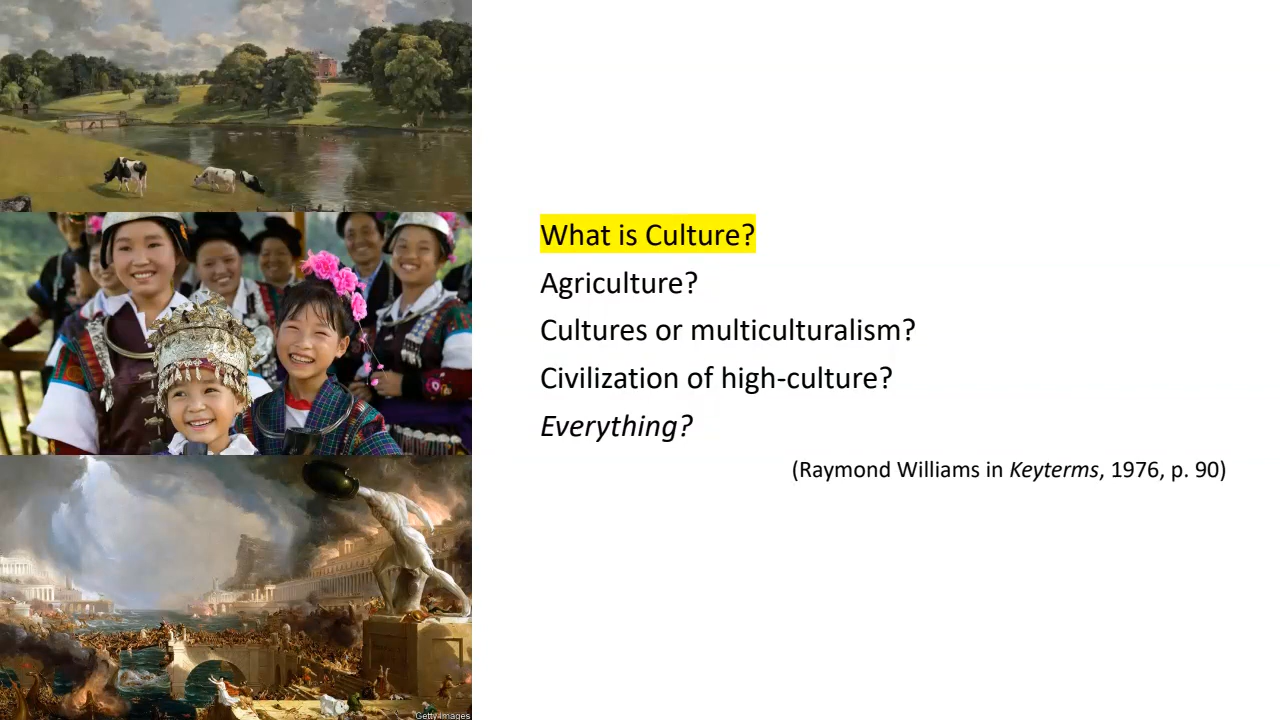 What is Culture?
Agriculture?
Cultures or multiculturalism?
Civilization of high-culture?
Everything?
(Raymond Williams in Keyterms, 1976, p. 90)
Getty Images